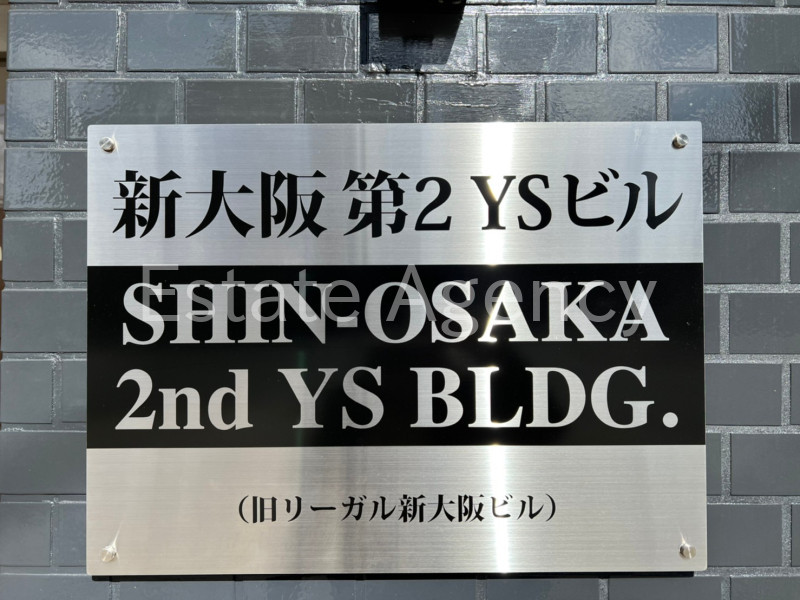 新大阪 第2 YSビル
Estate Agency
SHIN-OSAKA
2nd YS BLDG.
(旧リーガル新大阪ビル)